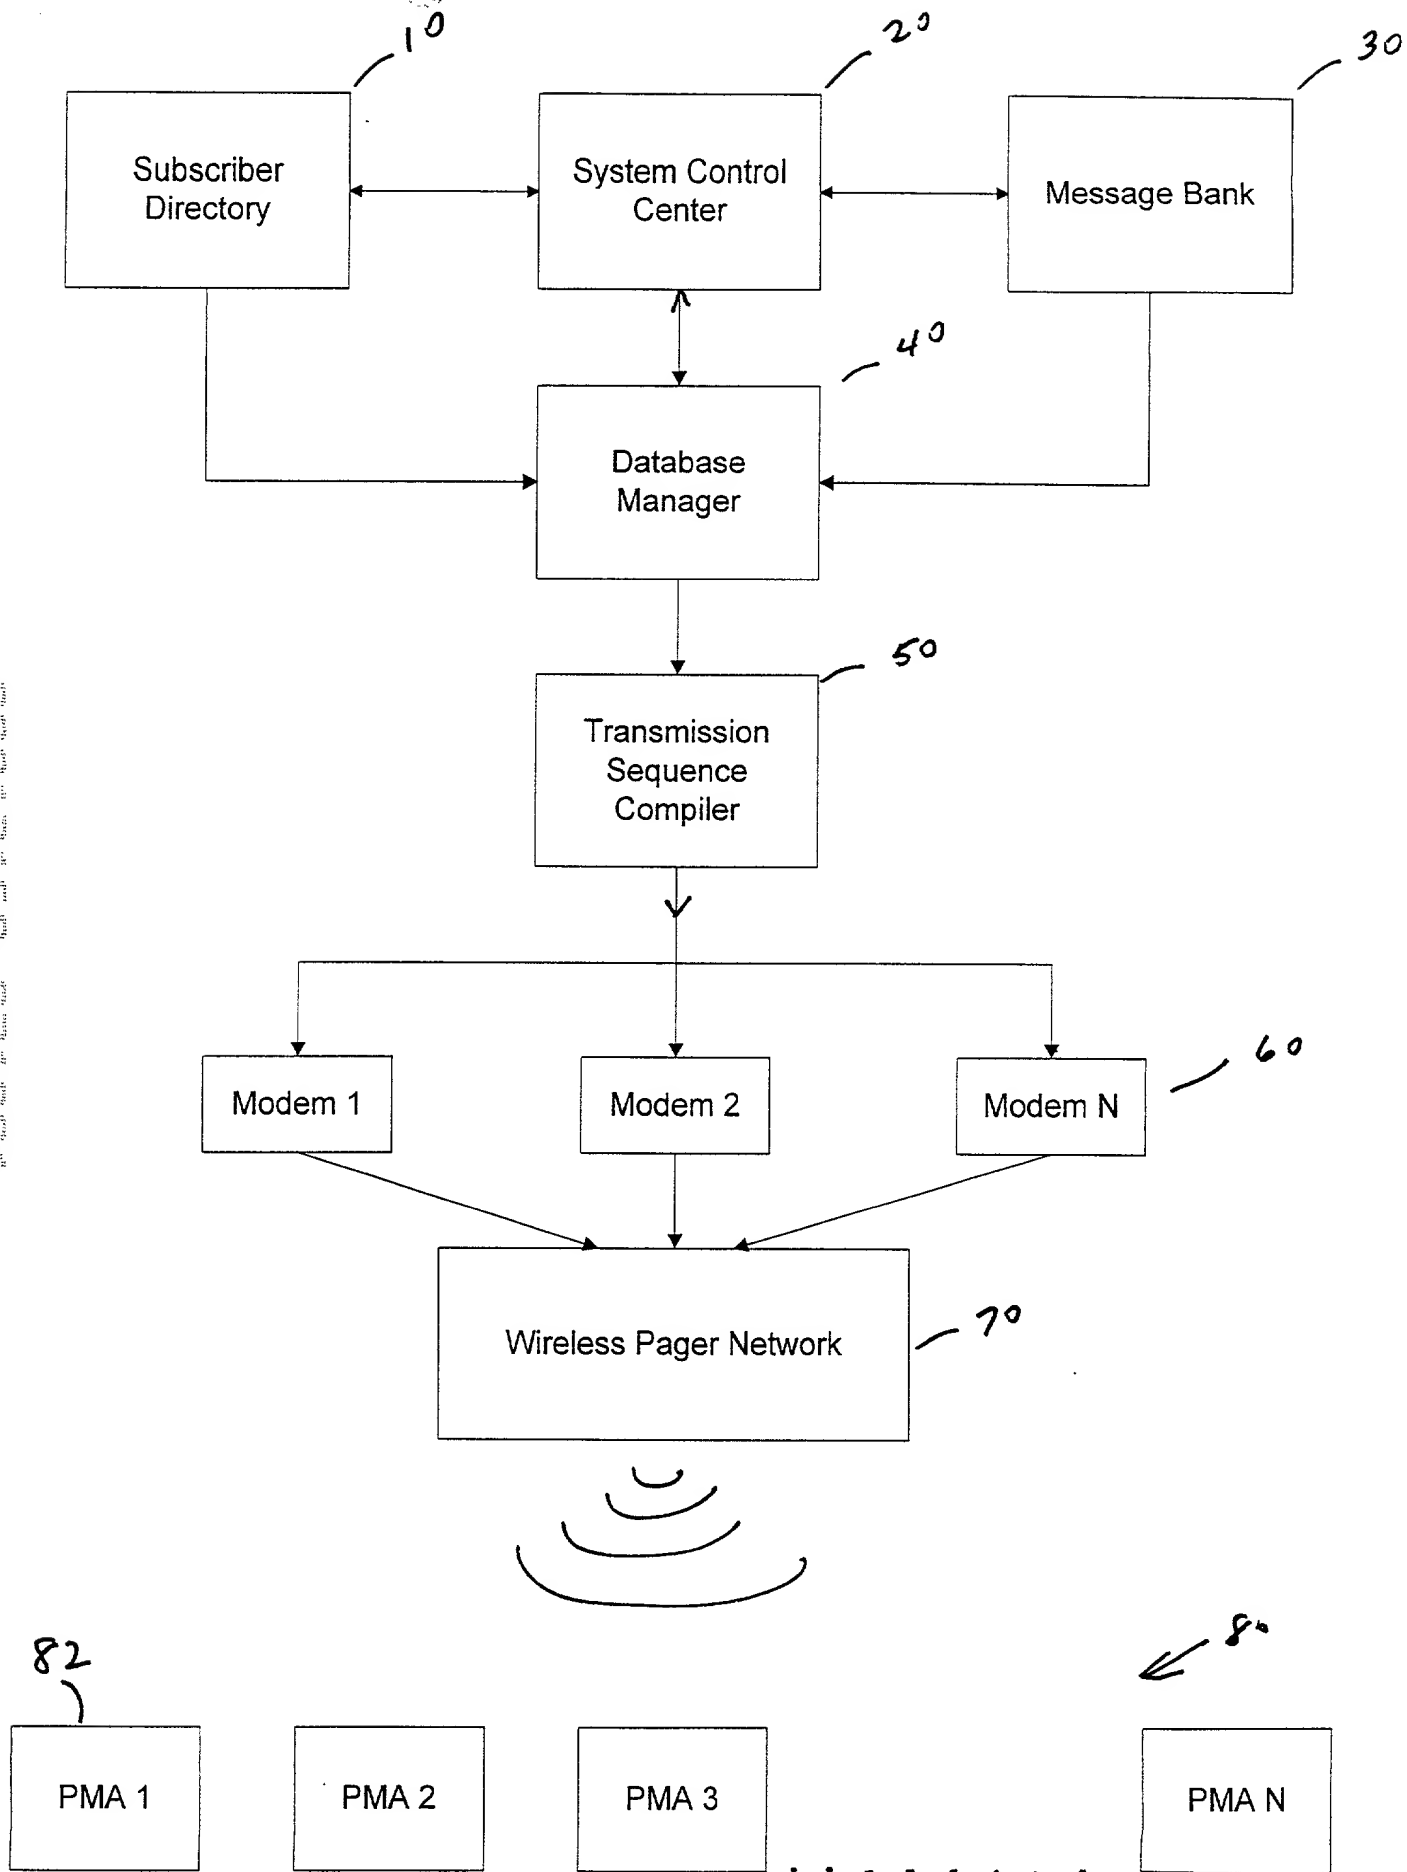 10
20
30
Subscriber
Directory
System Control
Center
Message Bank
40
Database
Manager
50
Transmission
Sequence
Compiler
60
Modem 1
Modem 2
Modem N
70
Wireless Pager Network
80
82
PMA 1
PMA 2
PMA 3
PMA N